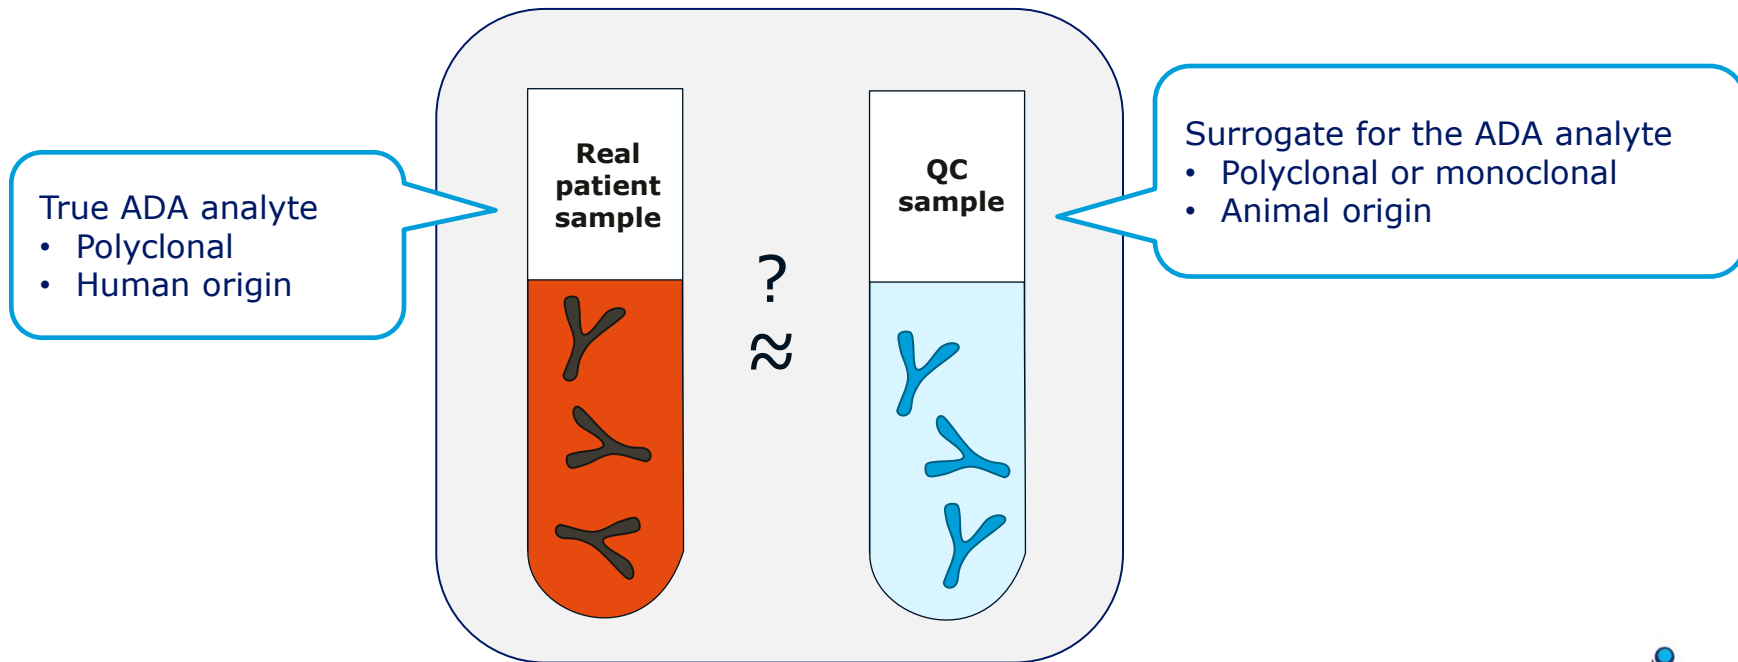 True ADA analyte
• Polyclonal
• Human origin
Real
patient
sample
?
≈
QC
sample
Surrogate for the ADA analyte
• Polyclonal or monoclonal
• Animal origin